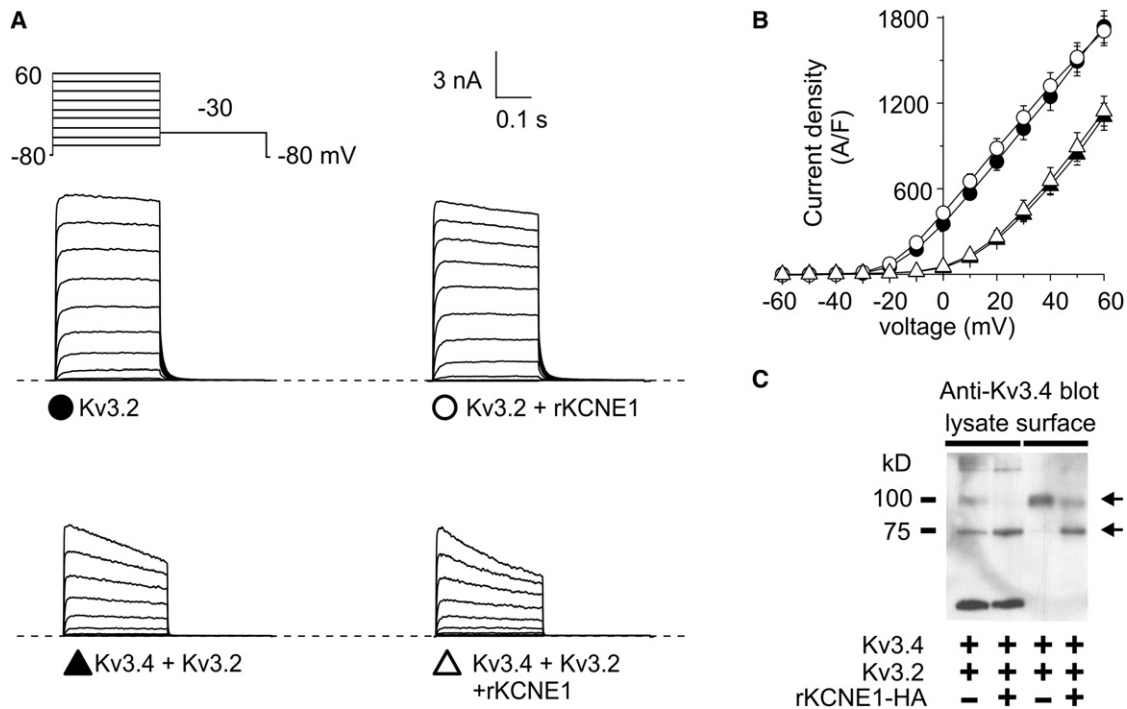 A
60
-30
-80
-80 mV
3 nA
0.1 s
Kv3.2
Kv3.2 + rKCNE1
Kv3.4 + Kv3.2
Kv3.4 + Kv3.2
+rKCNE1
B
Current density
(A/F)
1800
1200
600
-60 -40 -20 0 20 40 60
voltage (mV)
C
Anti-Kv3.4 blot
lysate surface
kD
100
75
Kv3.4 + + + +
Kv3.2 + + + +
rKCNE1-HA - + - +